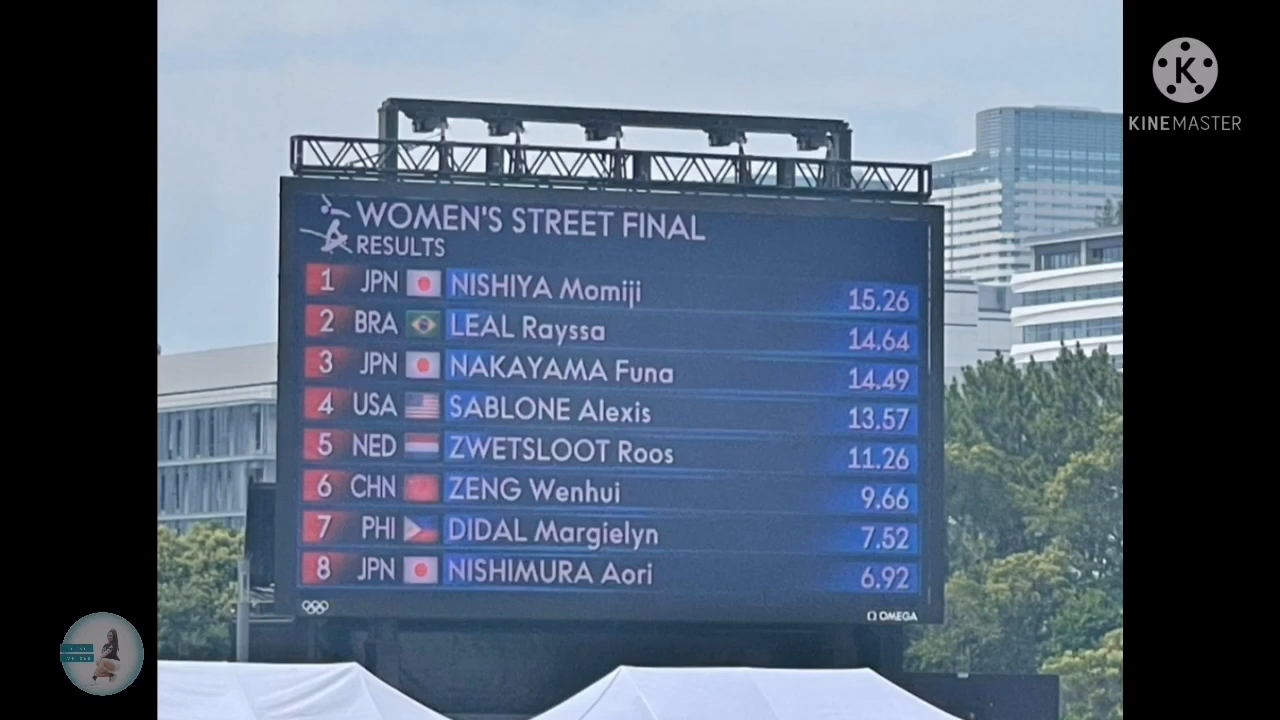 WOMEN'S STREET FINAL
RESULTS
1 JPN NISHIYA Momiji 15.26
2 BRA LEAL Rayssa 14.64
3 JPN NAKAYAMA Funa 14.49
4 USA SABLONE Alexis 13.57
5 NED ZWETSLOOT Roos 11.26
6 CHN ZENG Wenhui 9.66
7 PHI DIDAL Margielyn 7.52
8 JPN NISHIMURA Aori 6.92
Ω OMEGA
K
KINEMASTER